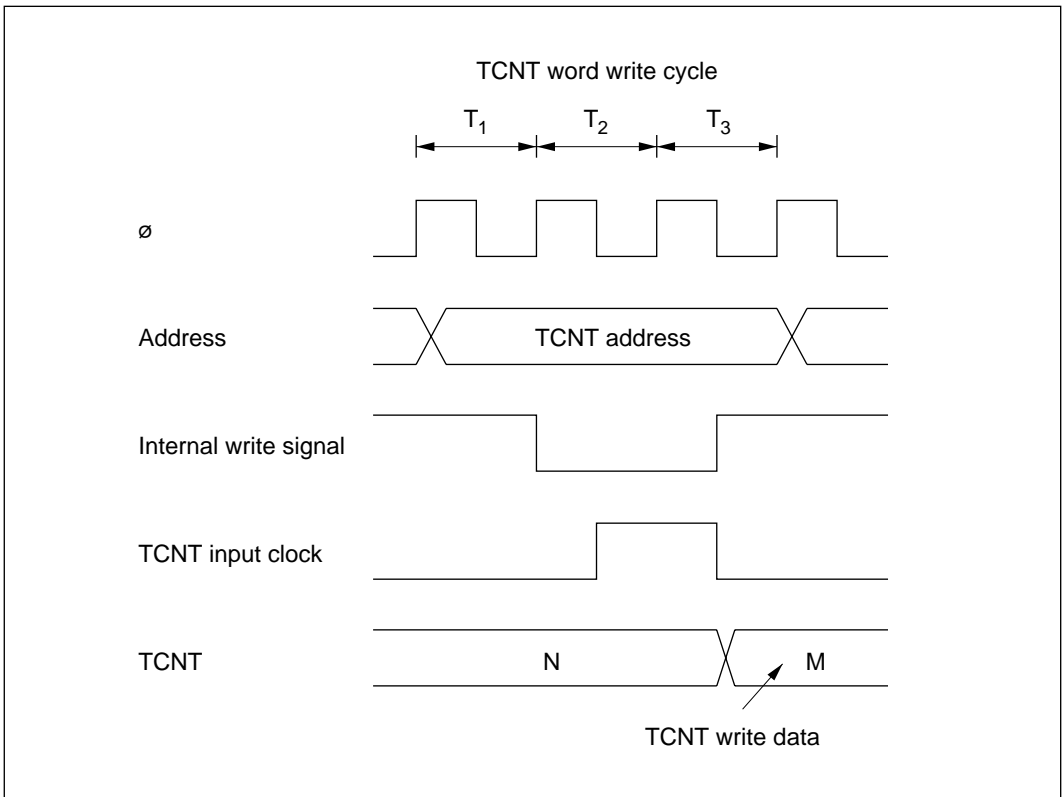 TCNT word write cycle
T1 T2 T3
ø
Address TCNT address
Internal write signal
TCNT input clock
TCNT N M
TCNT write data